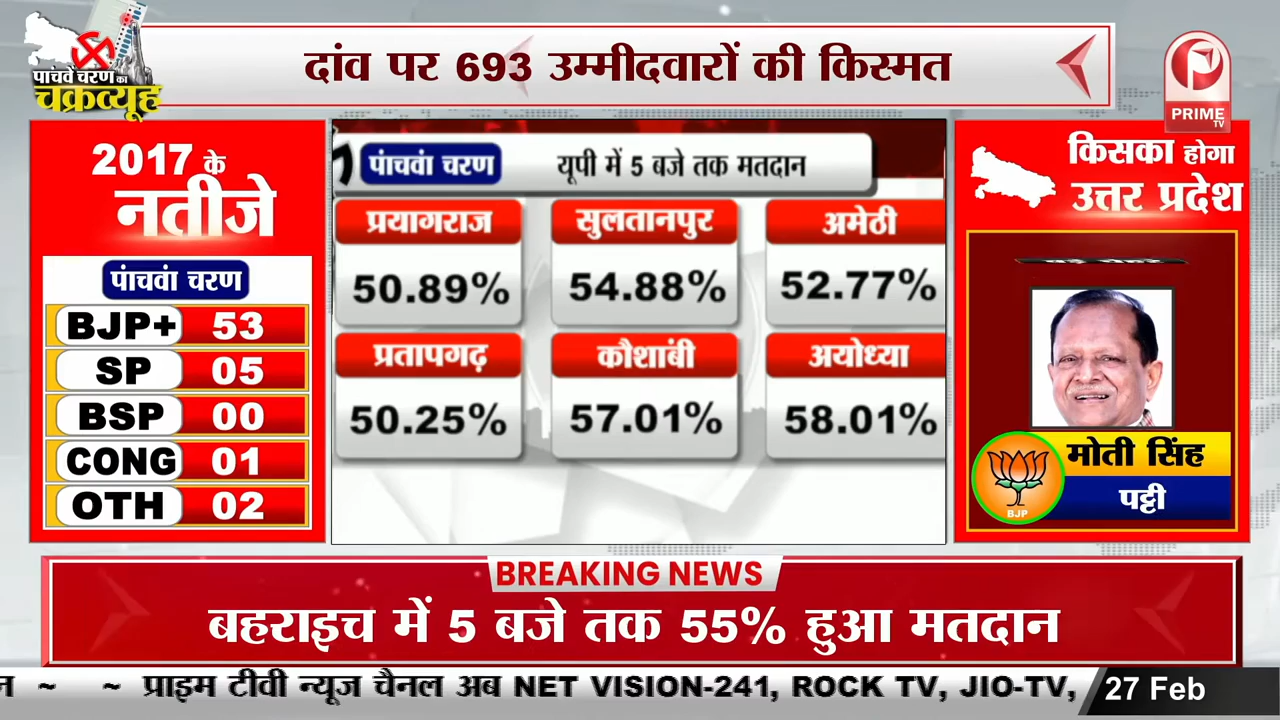 पांचवें चरण का
चक्रव्यूह
दांव पर 693 उम्मीदवारों की किस्मत
PRIME
TV
2017 के
नतीजे
पांचवां चरण
BJP+ 53
SP 05
BSP 00
CONG 01
OTH 02
पांचवां चरण यूपी में 5 बजे तक मतदान
प्रयागराज सुलतानपुर अमेठी
50.89% 54.88% 52.77%
प्रतापगढ़ कौशांबी अयोध्या
50.25% 57.01% 58.01%
किसका होगा
उत्तर प्रदेश
BJP
मोती सिंह
पट्टी
BREAKING NEWS
बहराइच में 5 बजे तक 55% हुआ मतदान
न ~ ~ प्राइम टीवी न्यूज चैनल अब NET VISION-241, ROCK TV, JIO-TV,
27 Feb